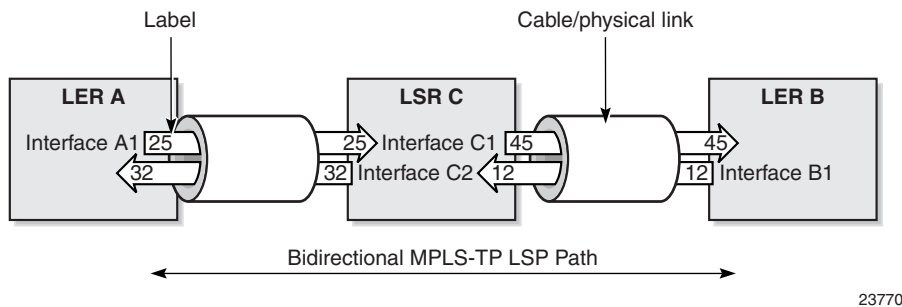 Label
Cable/physical link
LER A
LSR C
LER B
Interface A1
25
25
Interface C1
45
45
32
32
Interface C2
12
12
Interface B1
Bidirectional MPLS-TP LSP Path
23770